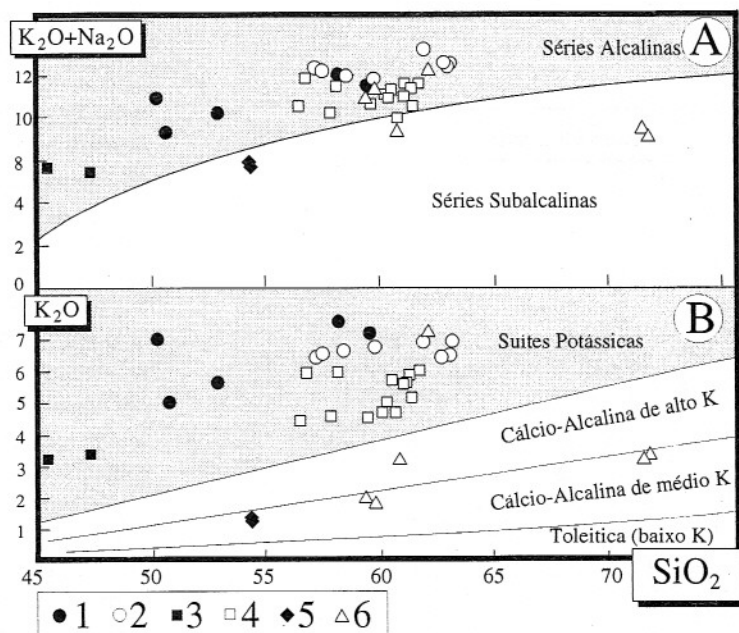 K₂O+Na₂O
Séries Alcalinas
A
12
10
8
6
4
2
0
Séries Subalcalinas
K₂O
B
7
6
5
4
3
2
1
Suites Potássicas
Cálcio-Alcalina de alto K
Cálcio-Alcalina de médio K
Toleitica (baixo K)
45 50 55 60 65 70
SiO₂
1 2 3 4 5 6